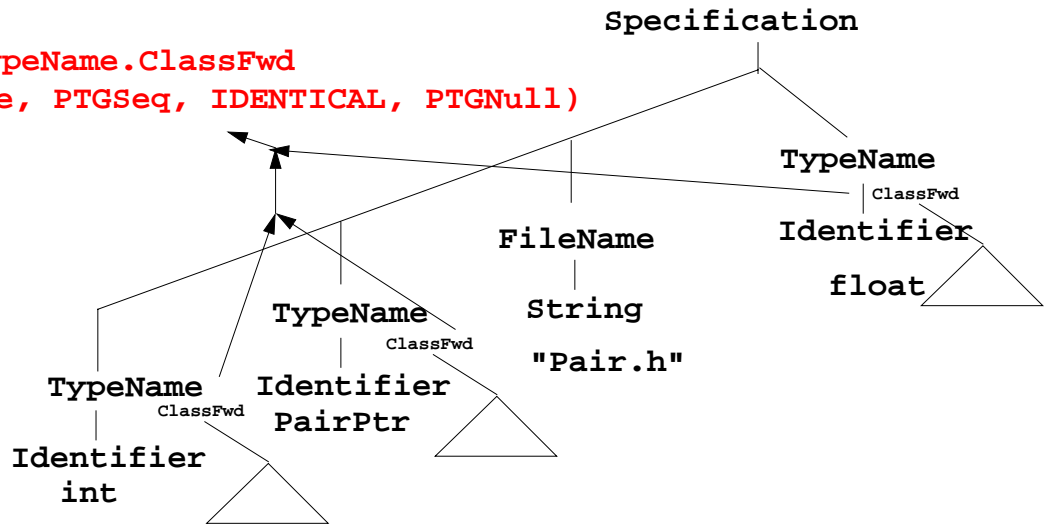 Specification
ypeName.ClassFwd
e, PTGSeq, IDENTICAL, PTGNull)
TypeName
ClassFwd
Identifier
float
FileName
String
"Pair.h"
TypeName
ClassFwd
Identifier
PairPtr
TypeName
ClassFwd
Identifier
int